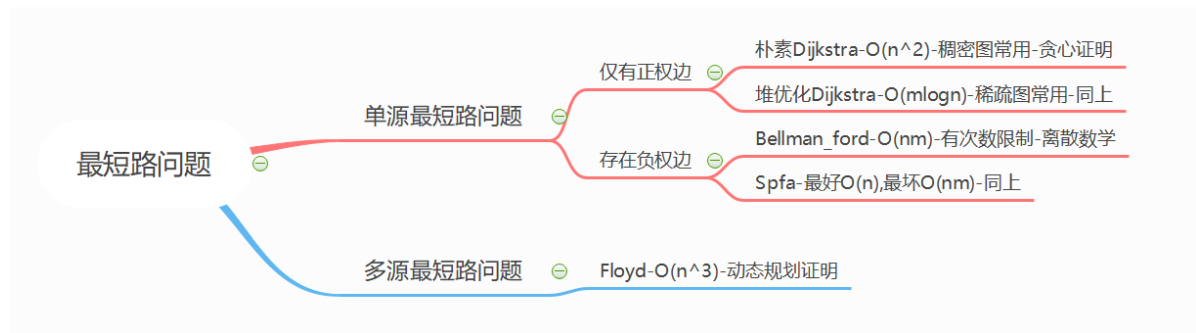 最短路问题
单源最短路问题
仅有正权边
朴素Dijkstra-O(n^2)-稠密图常用-贪心证明
堆优化Dijkstra-O(mlogn)-稀疏图常用-同上
存在负权边
Bellman_ford-O(nm)-有次数限制-离散数学
Spfa-最好O(n),最坏O(nm)-同上
多源最短路问题
Floyd-O(n^3)-动态规划证明